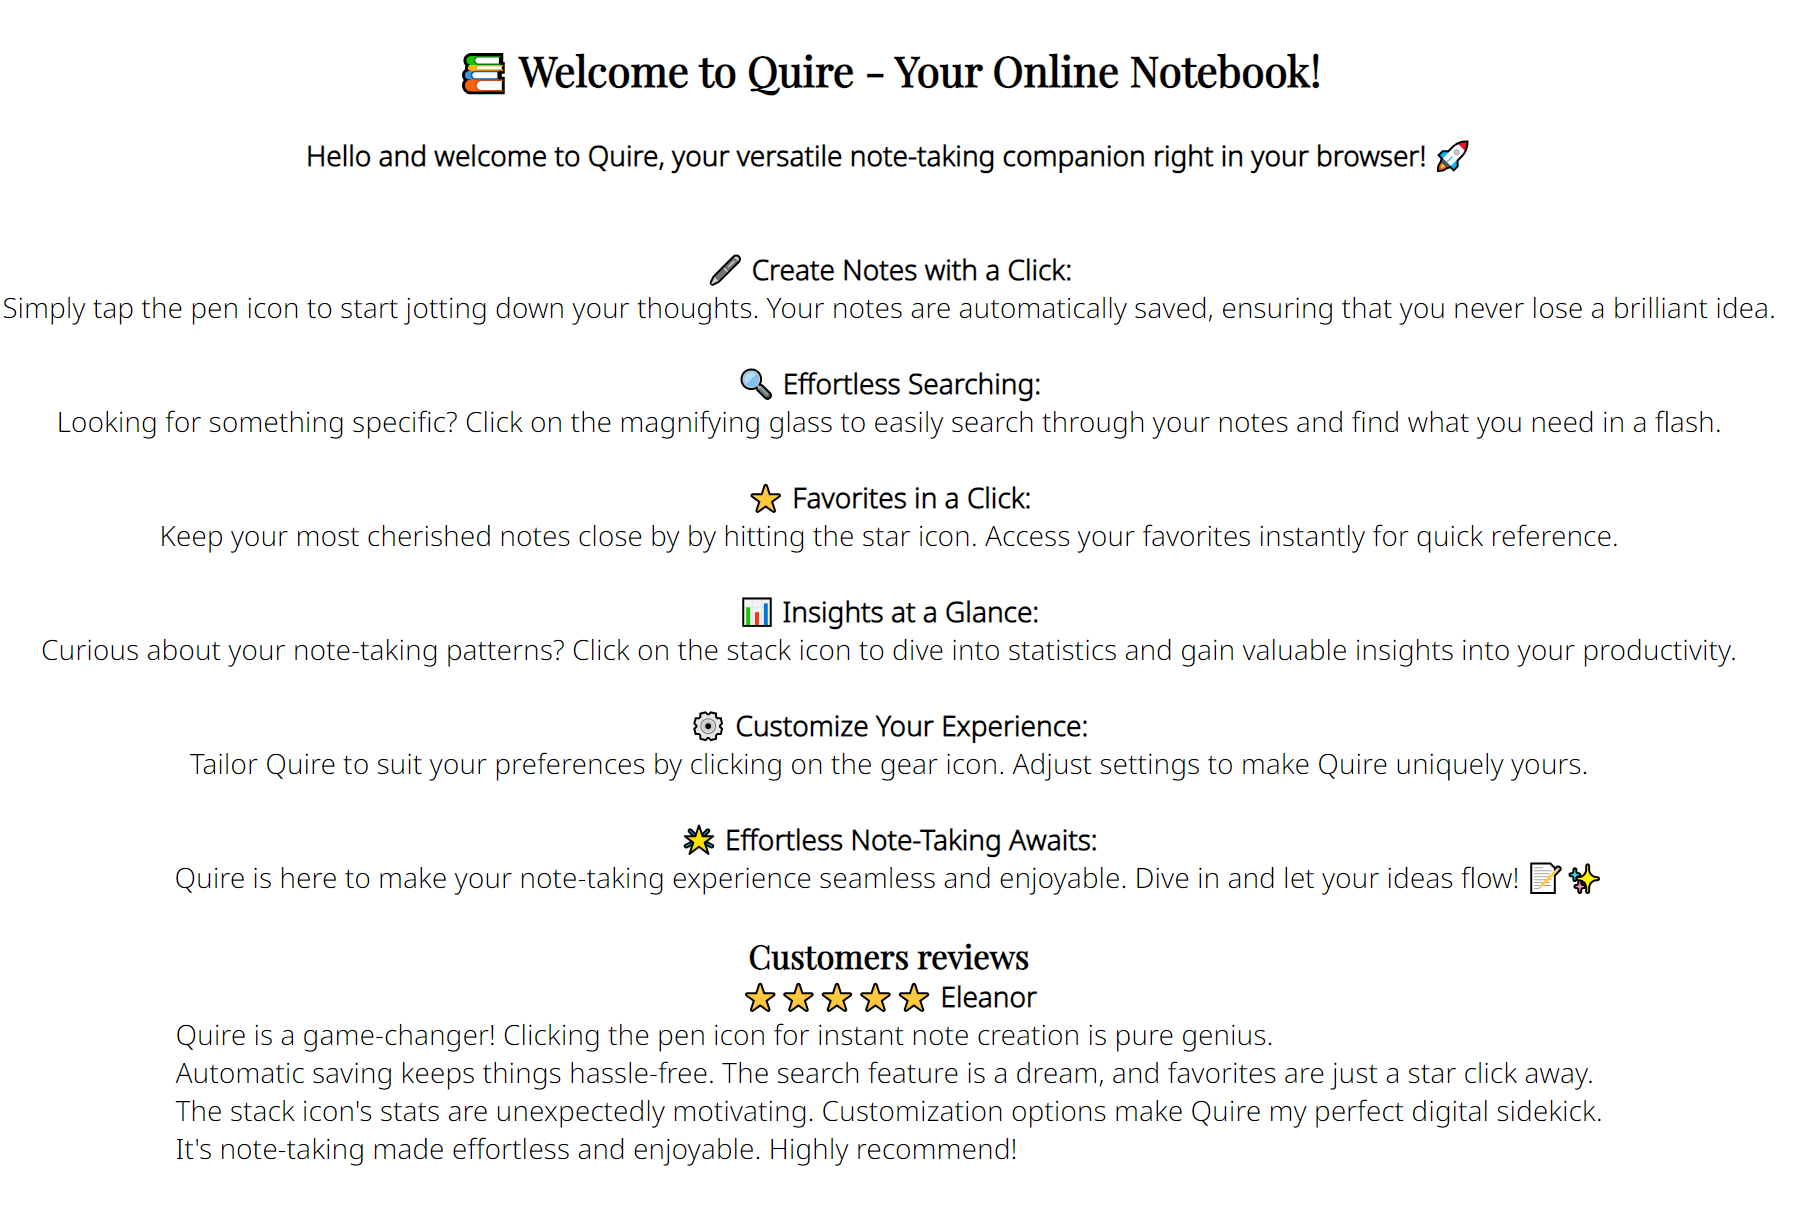 📚 Welcome to Quire - Your Online Notebook!
Hello and welcome to Quire, your versatile note-taking companion right in your browser! 🚀
🖋️ Create Notes with a Click:
Simply tap the pen icon to start jotting down your thoughts. Your notes are automatically saved, ensuring that you never lose a brilliant idea.
🔍 Effortless Searching:
Looking for something specific? Click on the magnifying glass to easily search through your notes and find what you need in a flash.
⭐ Favorites in a Click:
Keep your most cherished notes close by by hitting the star icon. Access your favorites instantly for quick reference.
📊 Insights at a Glance:
Curious about your note-taking patterns? Click on the stack icon to dive into statistics and gain valuable insights into your productivity.
⚙️ Customize Your Experience:
Tailor Quire to suit your preferences by clicking on the gear icon. Adjust settings to make Quire uniquely yours.
🌟 Effortless Note-Taking Awaits:
Quire is here to make your note-taking experience seamless and enjoyable. Dive in and let your ideas flow! 📝✨
Customers reviews
⭐⭐⭐⭐⭐ Eleanor
Quire is a game-changer! Clicking the pen icon for instant note creation is pure genius.
Automatic saving keeps things hassle-free. The search feature is a dream, and favorites are just a star click away.
The stack icon's stats are unexpectedly motivating. Customization options make Quire my perfect digital sidekick.
It's note-taking made effortless and enjoyable. Highly recommend!